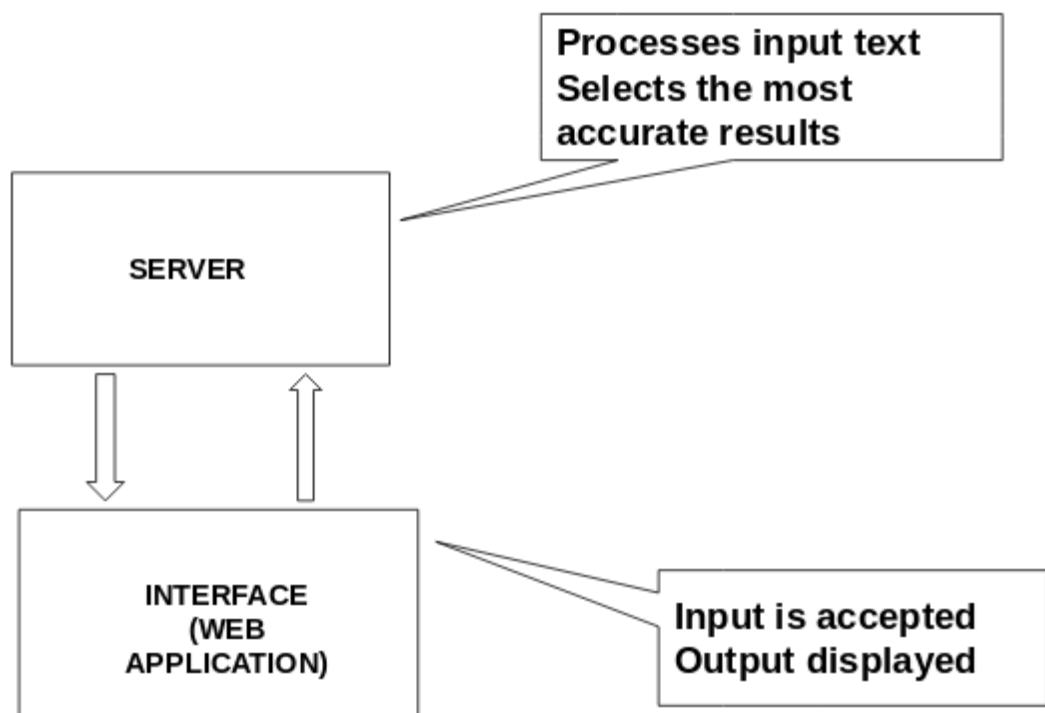 Processes input text
Selects the most
accurate results
SERVER
INTERFACE
(WEB
APPLICATION)
Input is accepted
Output displayed